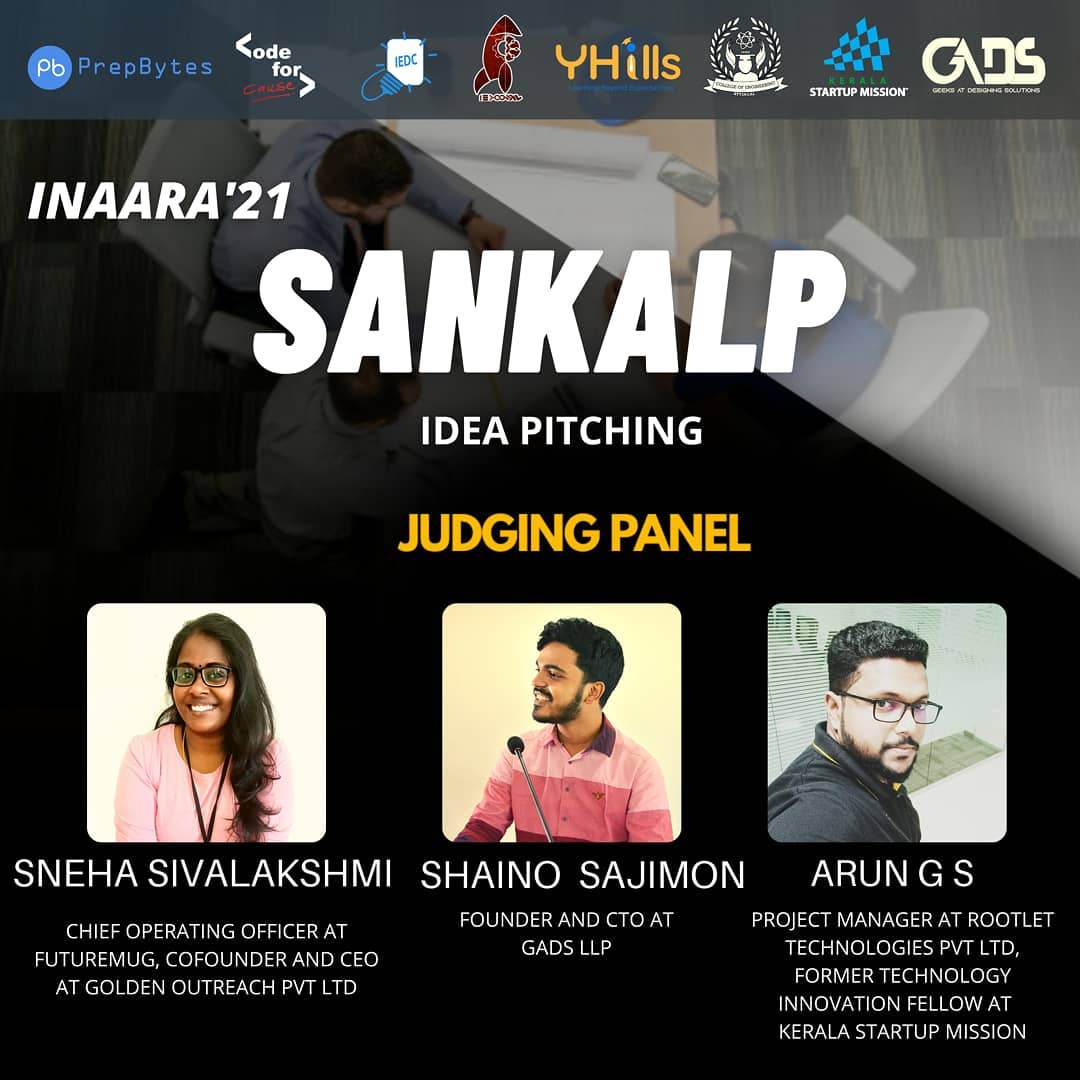 Pb PrepBytes
Code
for
Cause
IEDC
YHills
COLLEGE OF ENGINEERING
ATTINGAL
KERALA
STARTUP MISSION
GADS
GEEKS AT DESIGNING SOLUTIONS
INAARA'21
SANKALP
IDEA PITCHING
JUDGING PANEL
SNEHA SIVALAKSHMI
CHIEF OPERATING OFFICER AT
FUTUREMUG, COFOUNDER AND CEO
AT GOLDEN OUTREACH PVT LTD
SHAINO SAJIMON
FOUNDER AND CTO AT
GADS LLP
ARUN G S
PROJECT MANAGER AT ROOTLET
TECHNOLOGIES PVT LTD,
FORMER TECHNOLOGY
INNOVATION FELLOW AT
KERALA STARTUP MISSION